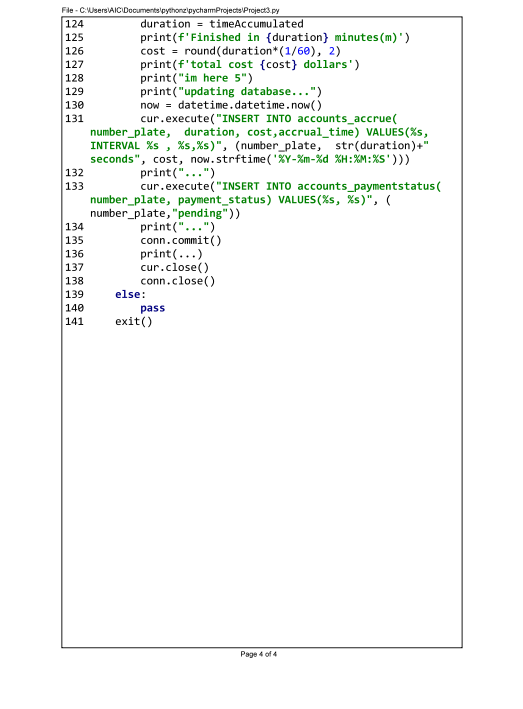 File - C:\Users\AIC\Documents\pythonz\pycharmProjects\Project3.py
124         duration = timeAccumulated
125         print(f'Finished in {duration} minutes(m)')
126         cost = round(duration*(1/60), 2)
127         print(f'total cost {cost} dollars')
128         print("im here 5")
129         print("updating database...")
130         now = datetime.datetime.now()
131         cur.execute("INSERT INTO accounts_accrue(
    number_plate,  duration, cost,accrual_time) VALUES(%s,
    INTERVAL %s , %s,%s)", (number_plate,  str(duration)+"
    seconds", cost, now.strftime('%Y-%m-%d %H:%M:%S')))
132         print("...")
133         cur.execute("INSERT INTO accounts_paymentstatus(
    number_plate, payment_status) VALUES(%s, %s)", (
    number_plate,"pending"))
134         print("...")
135         conn.commit()
136         print(...)
137         cur.close()
138         conn.close()
139     else:
140         pass
141     exit()
Page 4 of 4